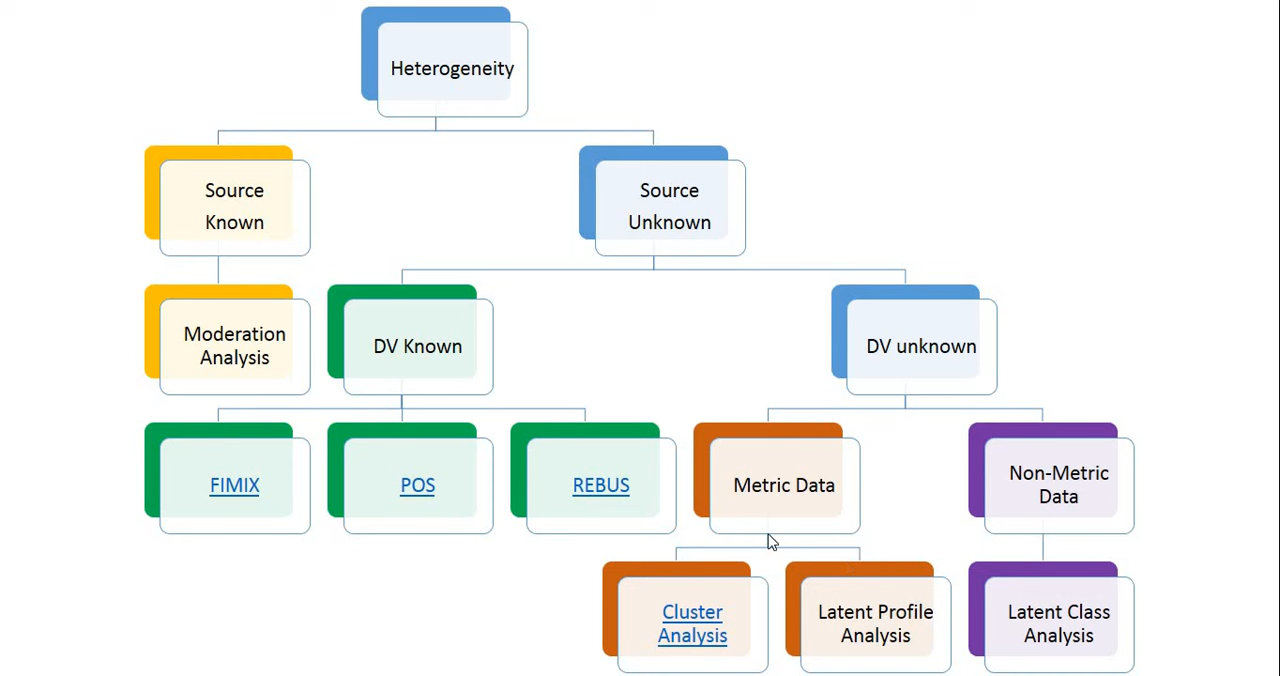 Heterogeneity
Source
Known
Source
Unknown
Moderation
Analysis
DV Known
DV unknown
FIMIX
POS
REBUS
Metric Data
Non-Metric
Data
Cluster
Analysis
Latent Profile
Analysis
Latent Class
Analysis